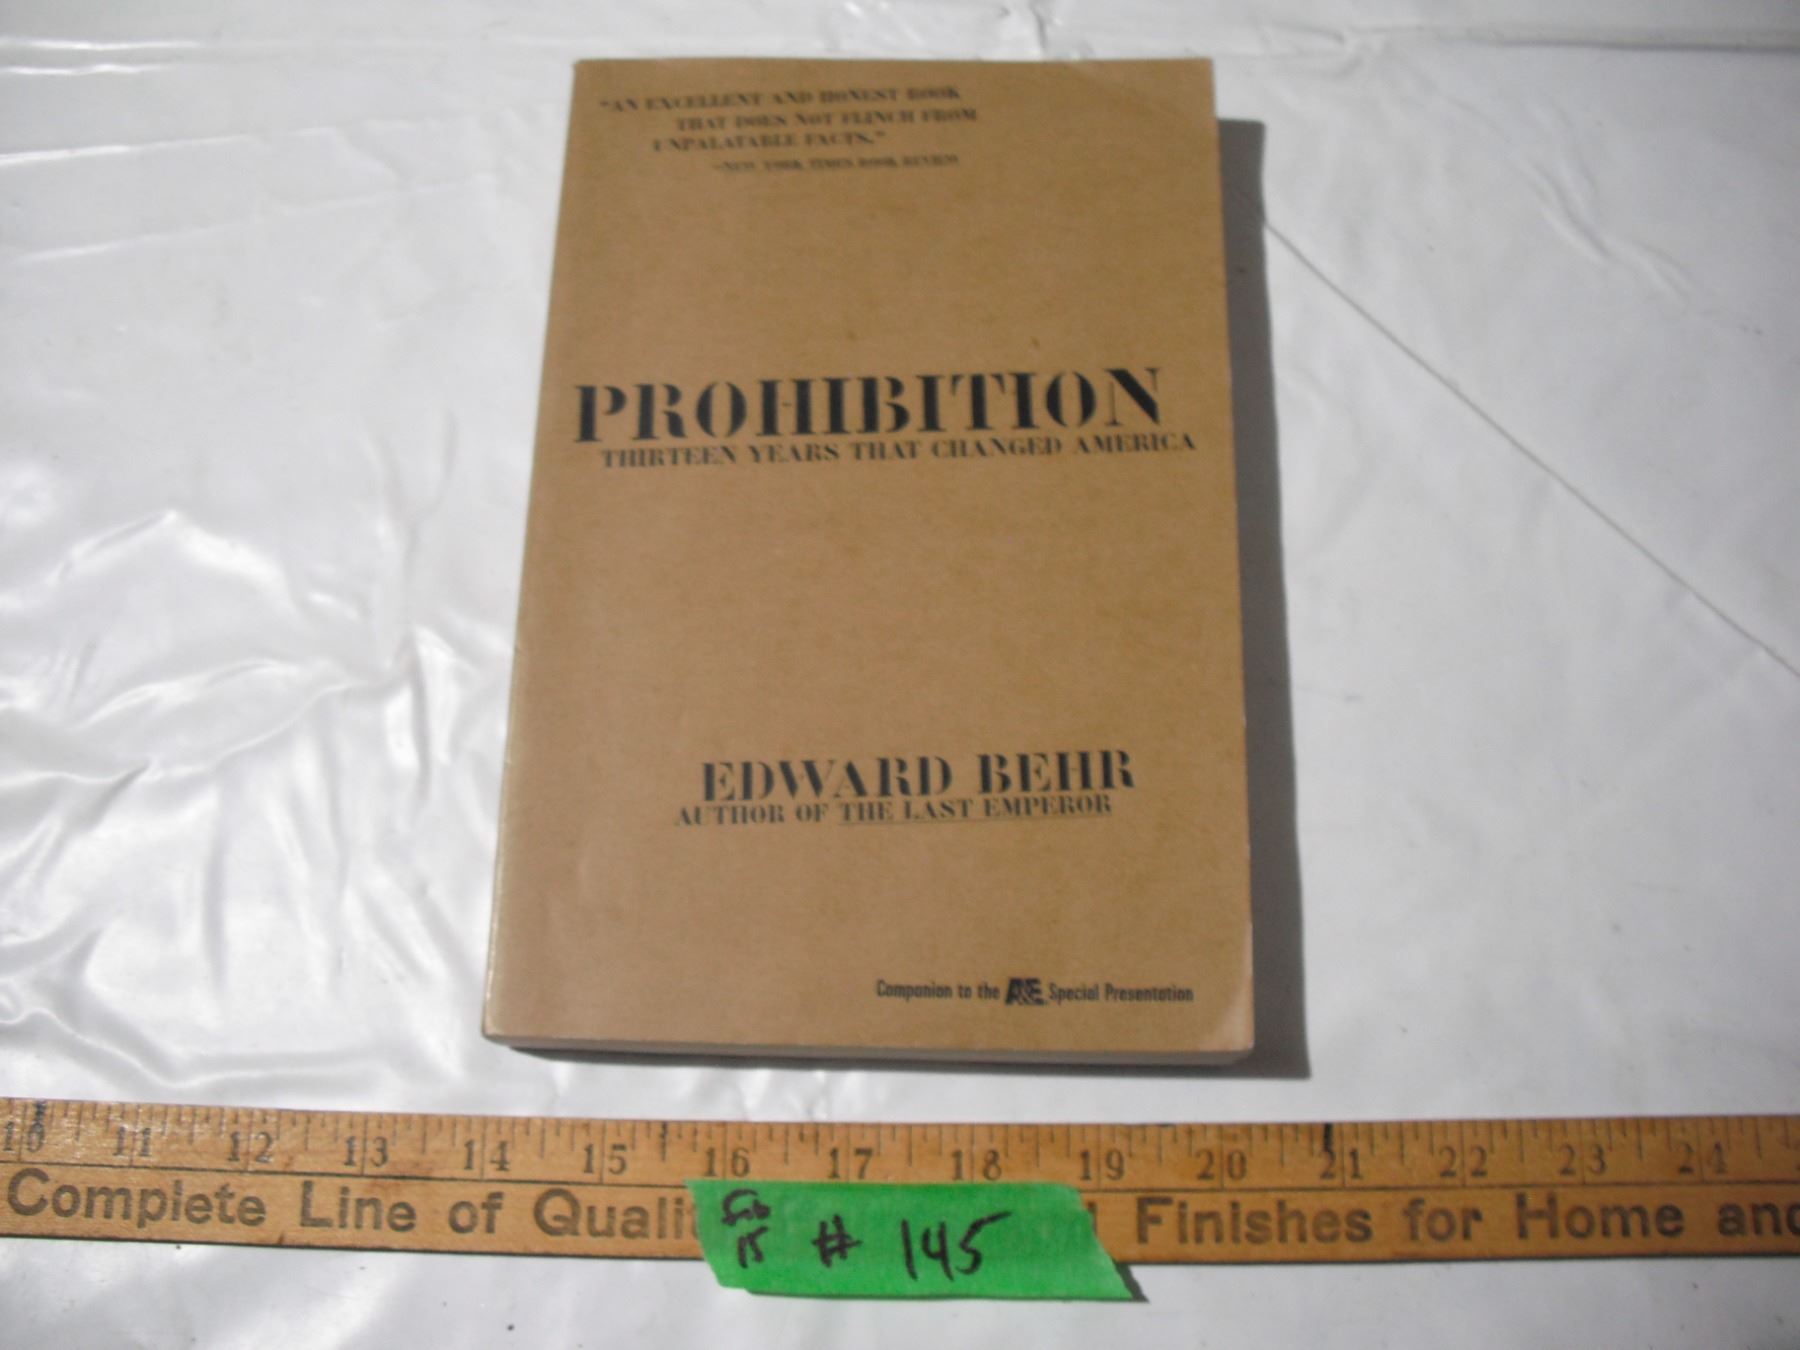 "AN EXCELLENT AND HONEST BOOK
THAT DOES NOT FLINCH FROM
UNPALATABLE FACTS."
—NEW YORK TIMES BOOK REVIEW
PROHIBITION
THIRTEEN YEARS THAT CHANGED AMERICA
EDWARD BEHR
AUTHOR OF THE LAST EMPEROR
Companion to the A&E Special Presentation
10 11 12 13 14 15 16 17 18 19 20 21 22 23 24
Complete Line of Qualit Finishes for Home and
15 # 145